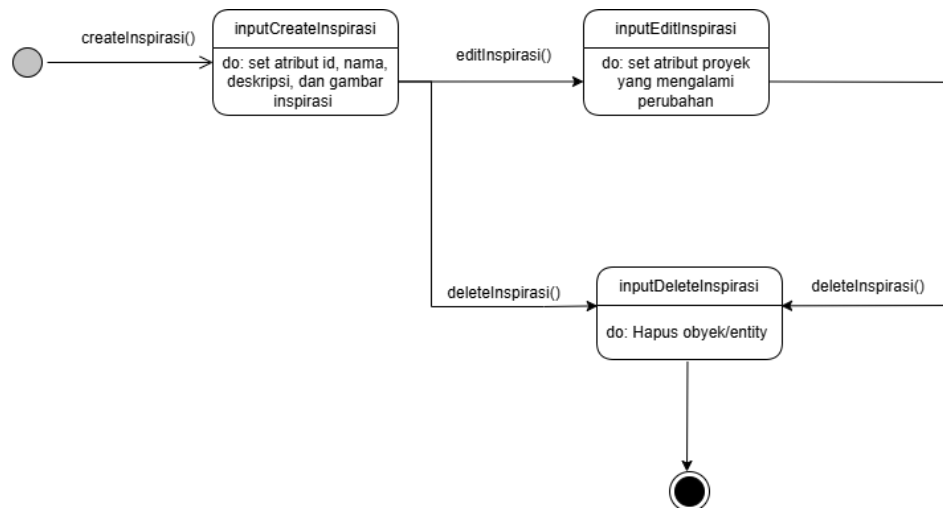 createInspirasi()
inputCreateInspirasi
do: set atribut id, nama,
deskripsi, dan gambar
inspirasi
editInspirasi()
inputEditInspirasi
do: set atribut proyek
yang mengalami
perubahan
deleteInspirasi()
inputDeleteInspirasi
do: Hapus obyek/entity
deleteInspirasi()